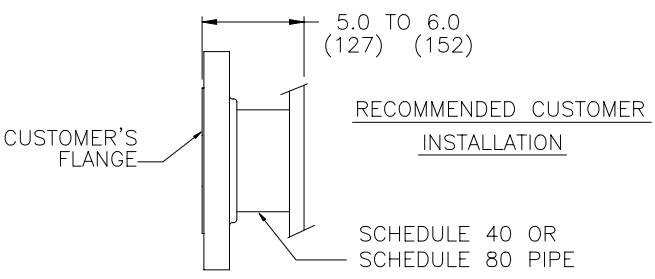 5.0 TO 6.0
(127) (152)
RECOMMENDED CUSTOMER
INSTALLATION
CUSTOMER'S
FLANGE
SCHEDULE 40 OR
SCHEDULE 80 PIPE